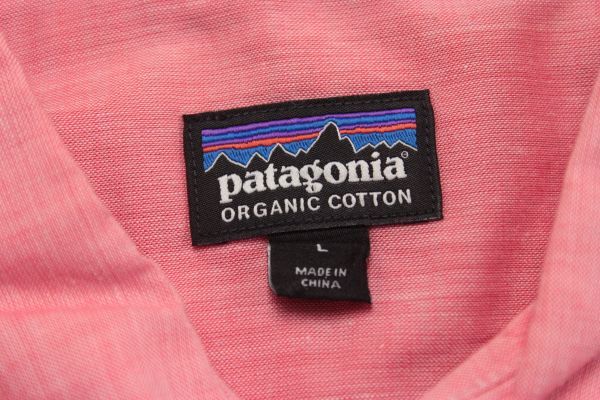 patagonia®
ORGANIC COTTON
L
MADE IN
CHINA